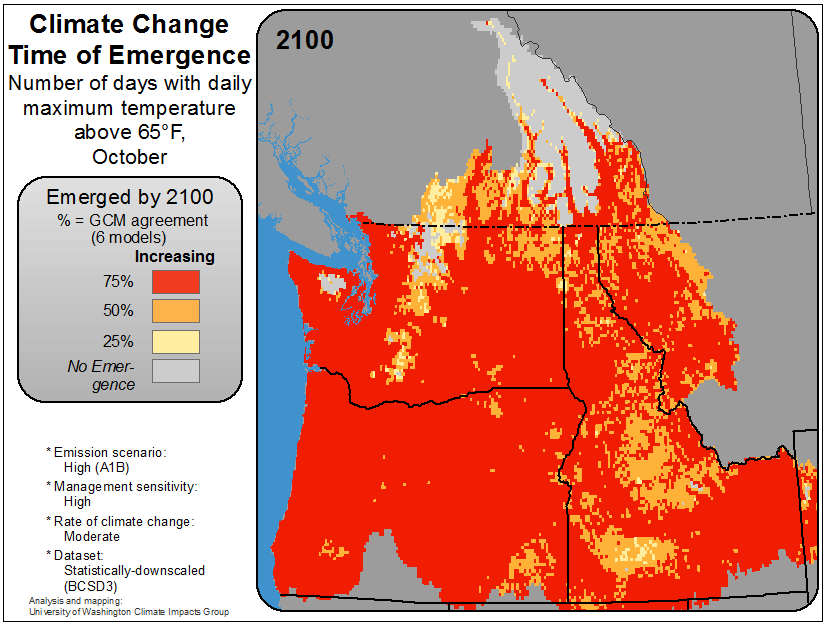 Climate Change
Time of Emergence
Number of days with daily
maximum temperature
above 65°F,
October
Emerged by 2100
% = GCM agreement
(6 models)
Increasing
75%
50%
25%
No Emer-
gence
* Emission scenario:
High (A1B)
* Management sensitivity:
High
* Rate of climate change:
Moderate
* Dataset:
Statistically-downscaled
(BCSD3)
Analysis and mapping:
University of Washington Climate Impacts Group
2100